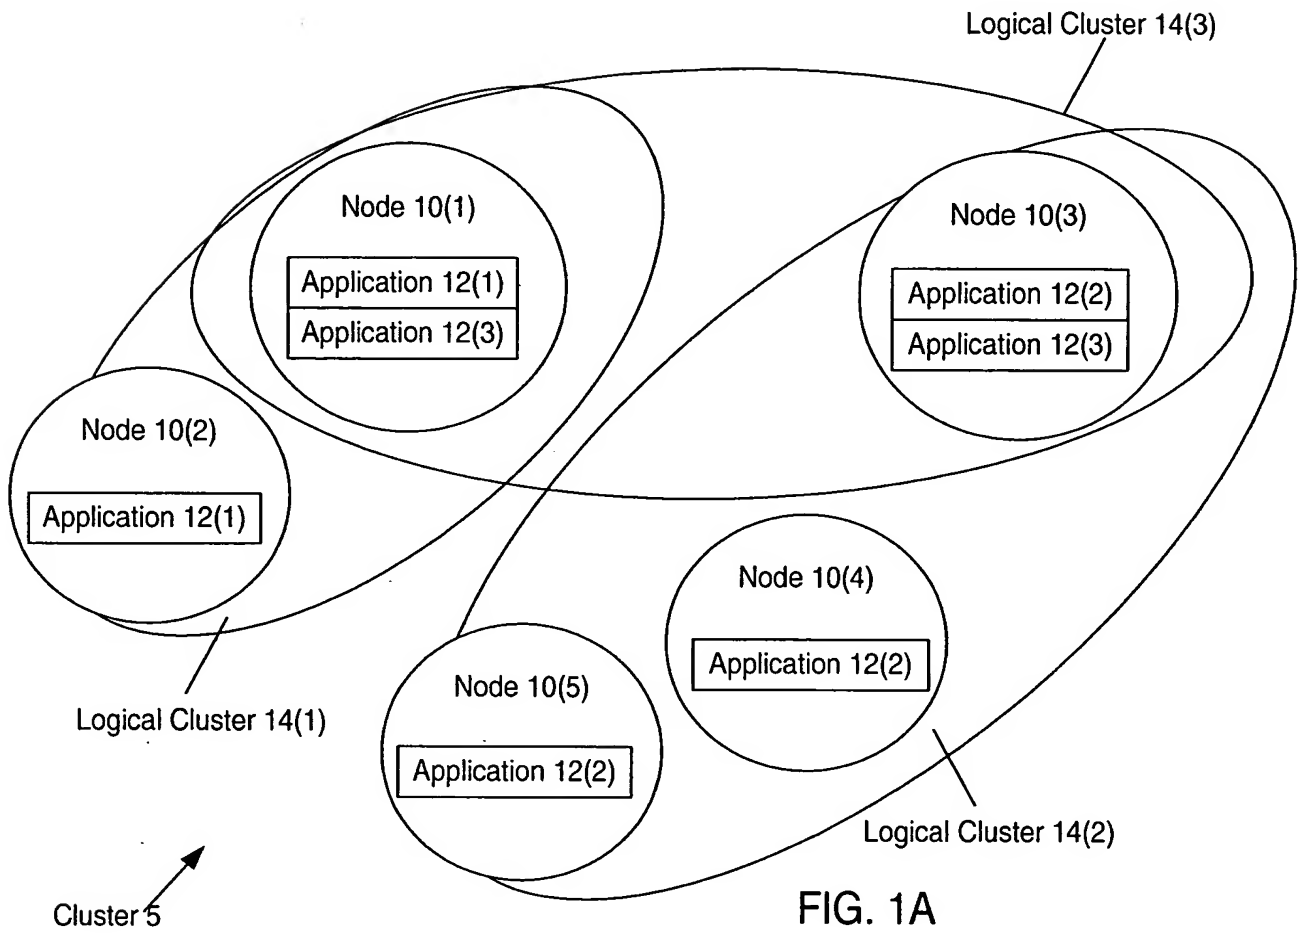 Logical Cluster 14(3)
Node 10(1)
Application 12(1)
Application 12(3)
Node 10(3)
Application 12(2)
Application 12(3)
Node 10(2)
Application 12(1)
Node 10(4)
Application 12(2)
Node 10(5)
Application 12(2)
Logical Cluster 14(1)
Logical Cluster 14(2)
Cluster 5
FIG. 1A